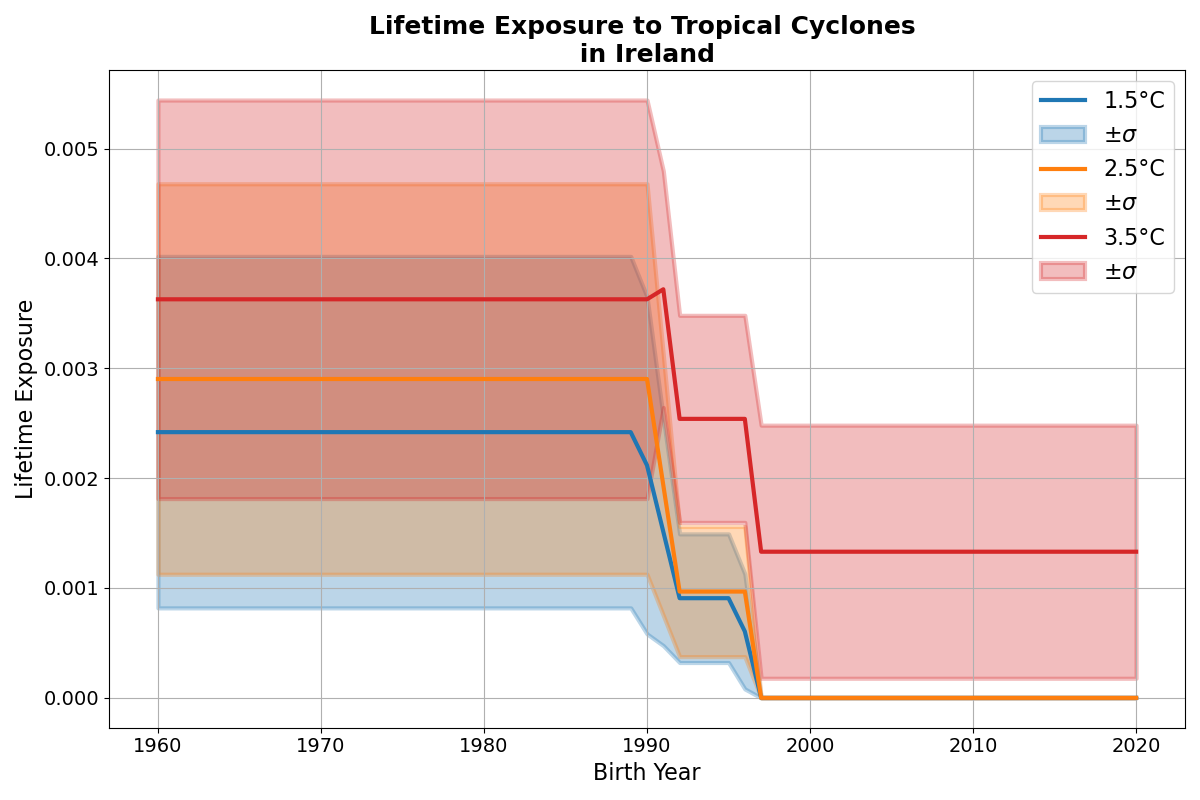 Lifetime Exposure to Tropical Cyclones
in Ireland
Lifetime Exposure
0.005
0.004
0.003
0.002
0.001
0.000
1960
1970
1980
1990
2000
2010
2020
Birth Year
1.5°C
±σ
2.5°C
±σ
3.5°C
±σ